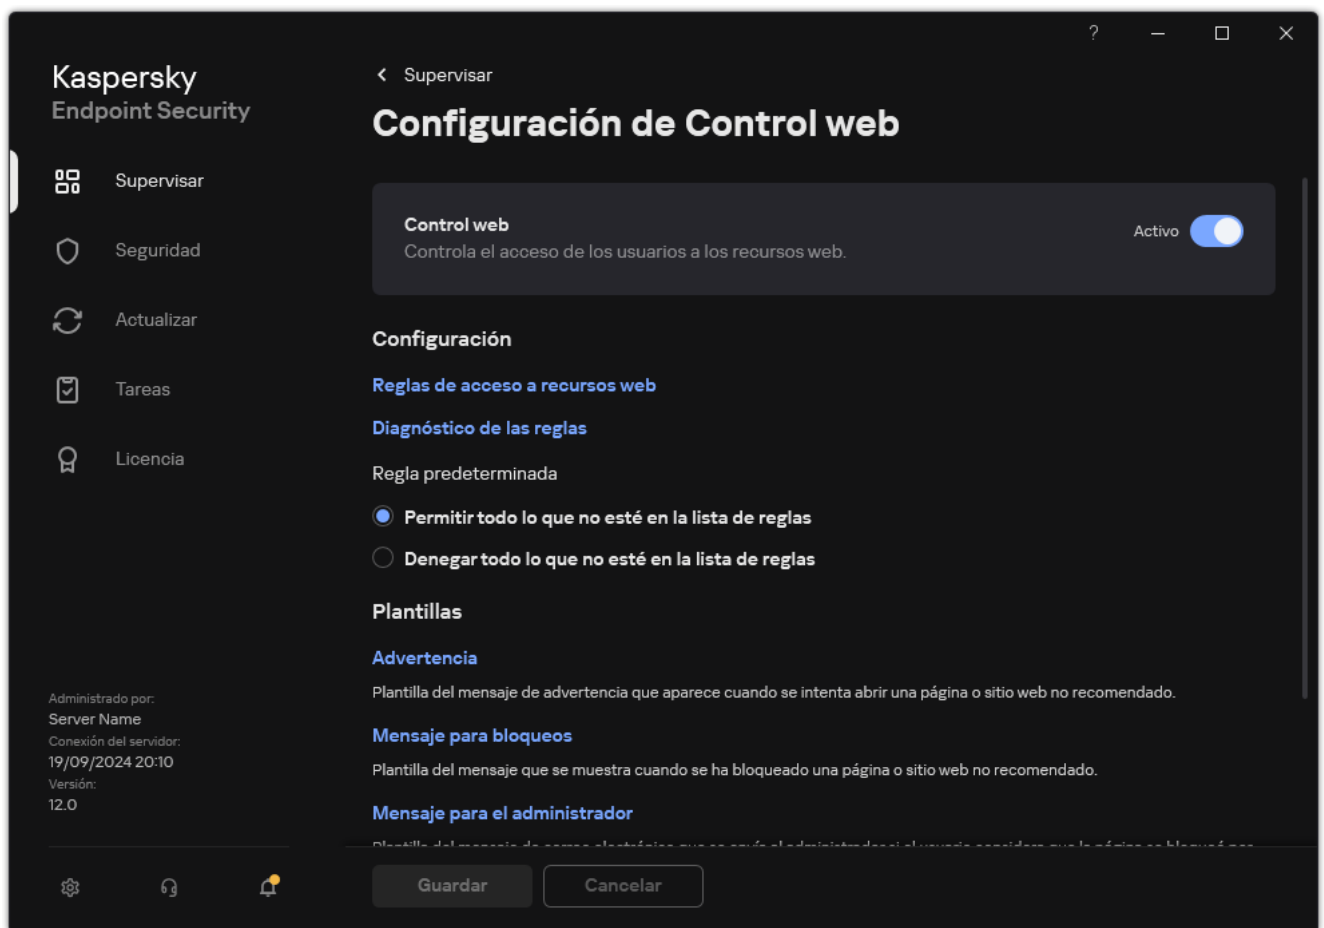 ?
Kaspersky
Endpoint Security
Supervisar
Seguridad
Actualizar
Tareas
Licencia
Administrado por:
Server Name
Conexión del servidor:
19/09/2024 20:10
Versión:
12.0
Supervisar
Configuración de Control web
Control web
Controla el acceso de los usuarios a los recursos web.
Activo
Configuración
Reglas de acceso a recursos web
Diagnóstico de las reglas
Regla predeterminada
Permitir todo lo que no esté en la lista de reglas
Denegar todo lo que no esté en la lista de reglas
Plantillas
Advertencia
Plantilla del mensaje de advertencia que aparece cuando se intenta abrir una página o sitio web no recomendado.
Mensaje para bloqueos
Plantilla del mensaje que se muestra cuando se ha bloqueado una página o sitio web no recomendado.
Mensaje para el administrador
Guardar
Cancelar